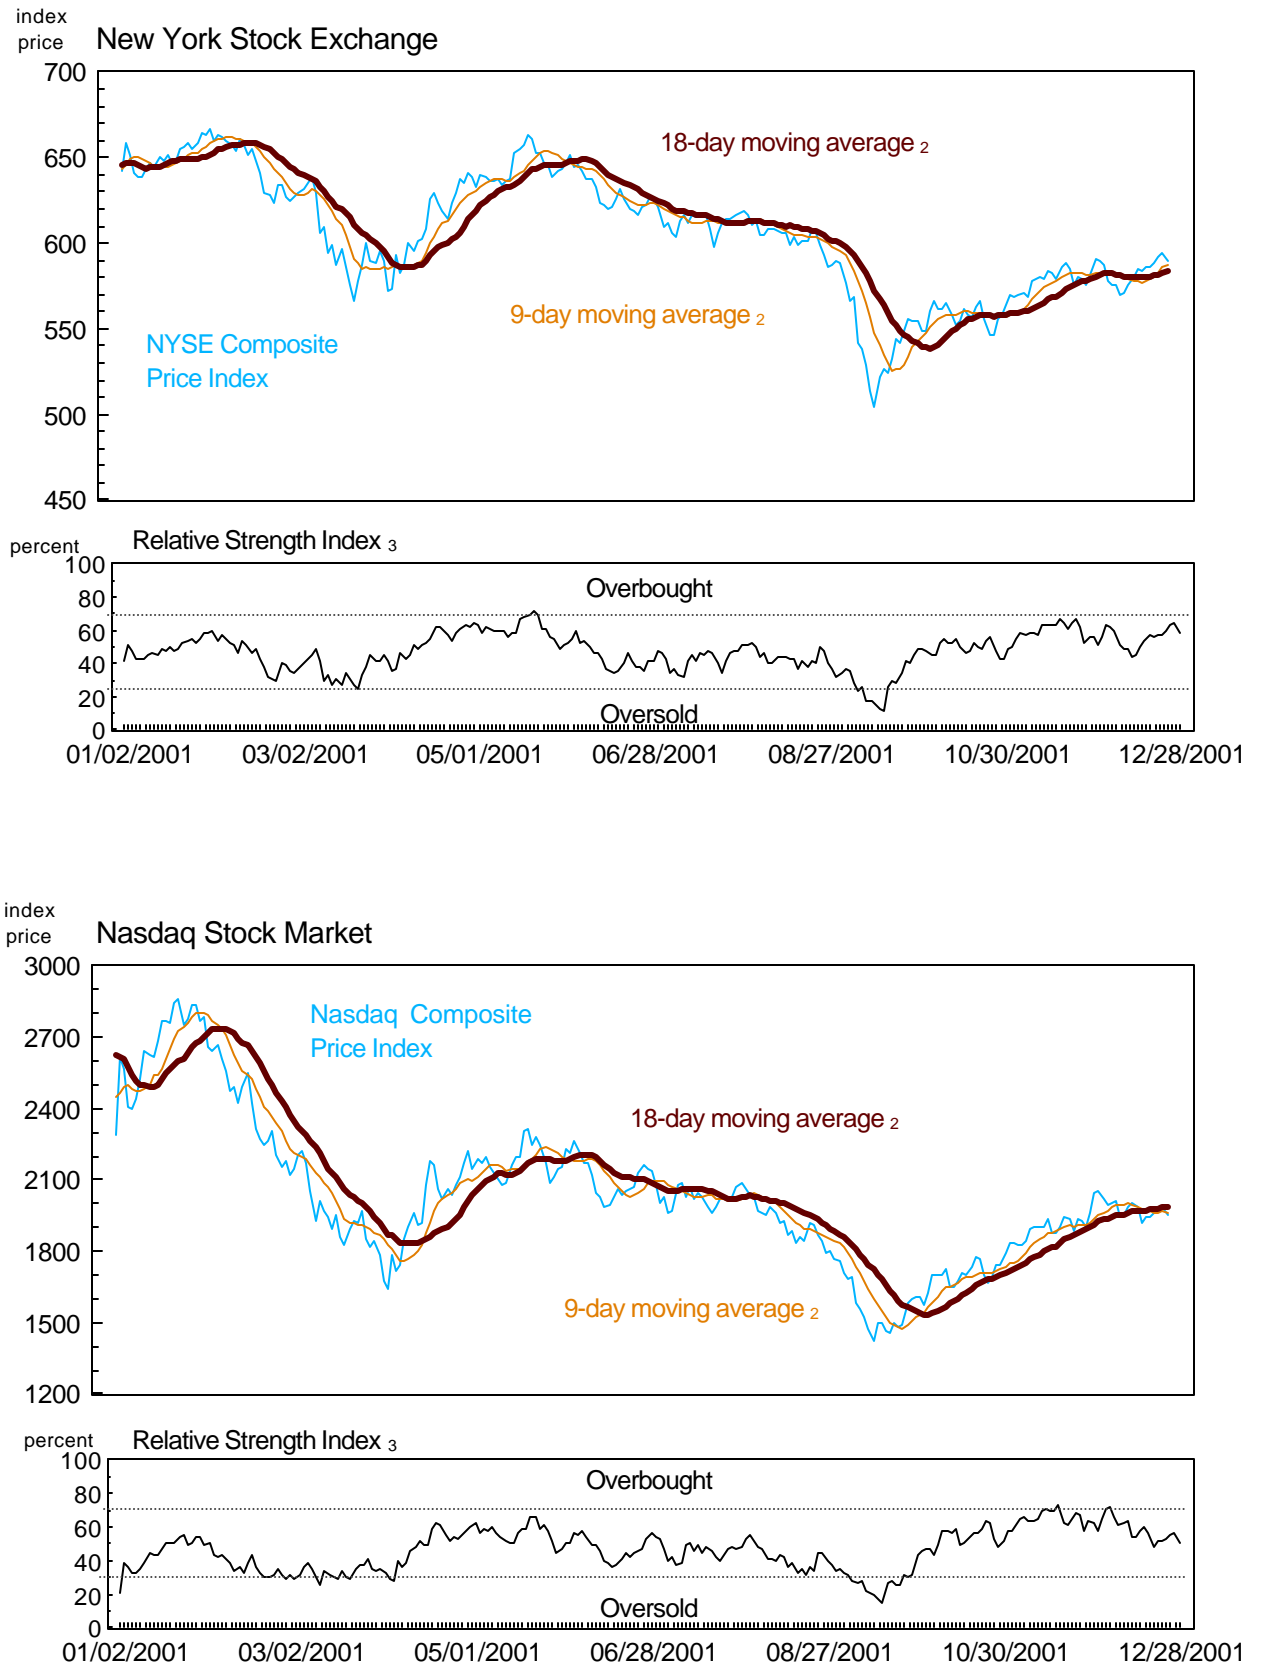 index
price
New York Stock Exchange
700
650
600
550
500
450
18-day moving average 2
9-day moving average 2
NYSE Composite
Price Index
percent
Relative Strength Index 3
100
80
60
40
20
0
Overbought
Oversold
01/02/2001 03/02/2001 05/01/2001 06/28/2001 08/27/2001 10/30/2001 12/28/2001
index
price
Nasdaq Stock Market
3000
2700
2400
2100
1800
1500
1200
Nasdaq Composite
Price Index
18-day moving average 2
9-day moving average 2
percent
Relative Strength Index 3
100
80
60
40
20
0
Overbought
Oversold
01/02/2001 03/02/2001 05/01/2001 06/28/2001 08/27/2001 10/30/2001 12/28/2001